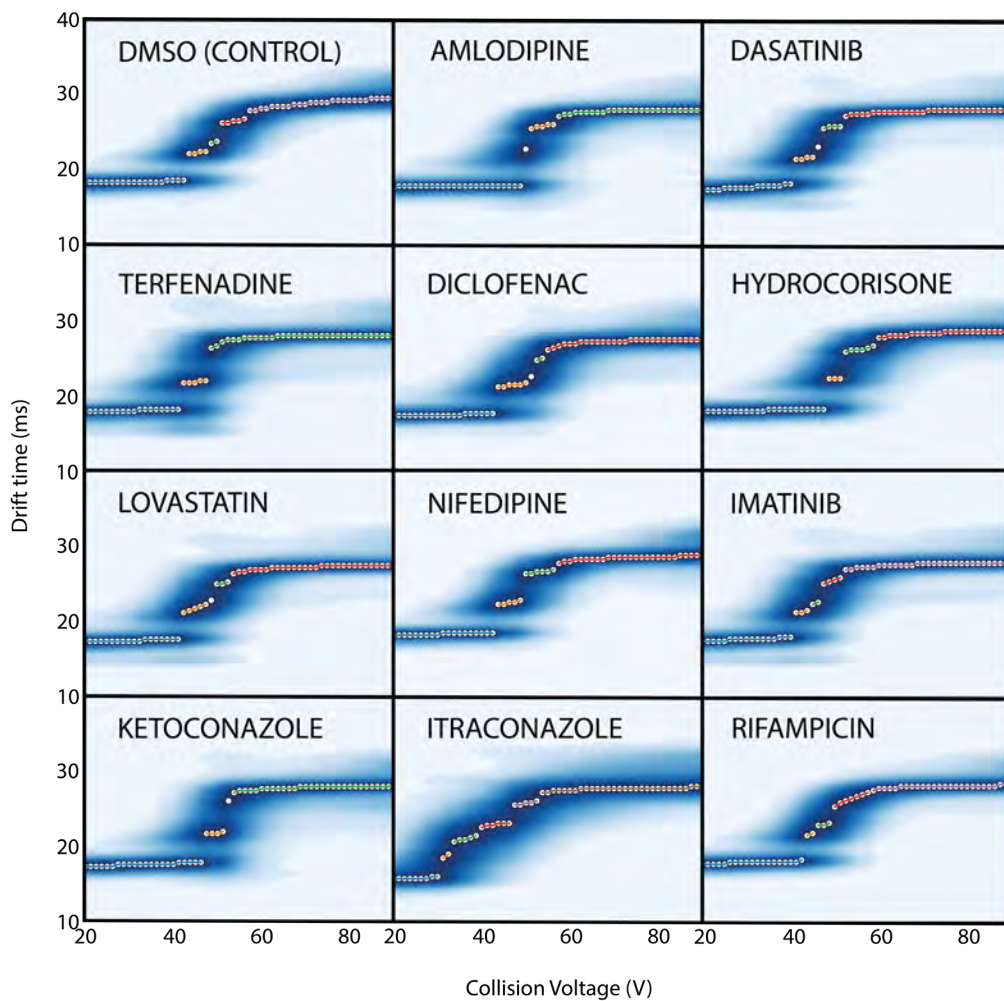 40
DMSO (CONTROL) AMLODIPINE DASATINIB
30
20
10
TERFENADINE DICLOFENAC HYDROCORISONE
30
20
10
Drift time (ms)
LOVASTATIN NIFEDIPINE IMATINIB
30
20
10
KETOCONAZOLE ITRACONAZOLE RIFAMPICIN
30
20
10
20 40 60 80 20 40 60 80 20 40 60 80
Collision Voltage (V)